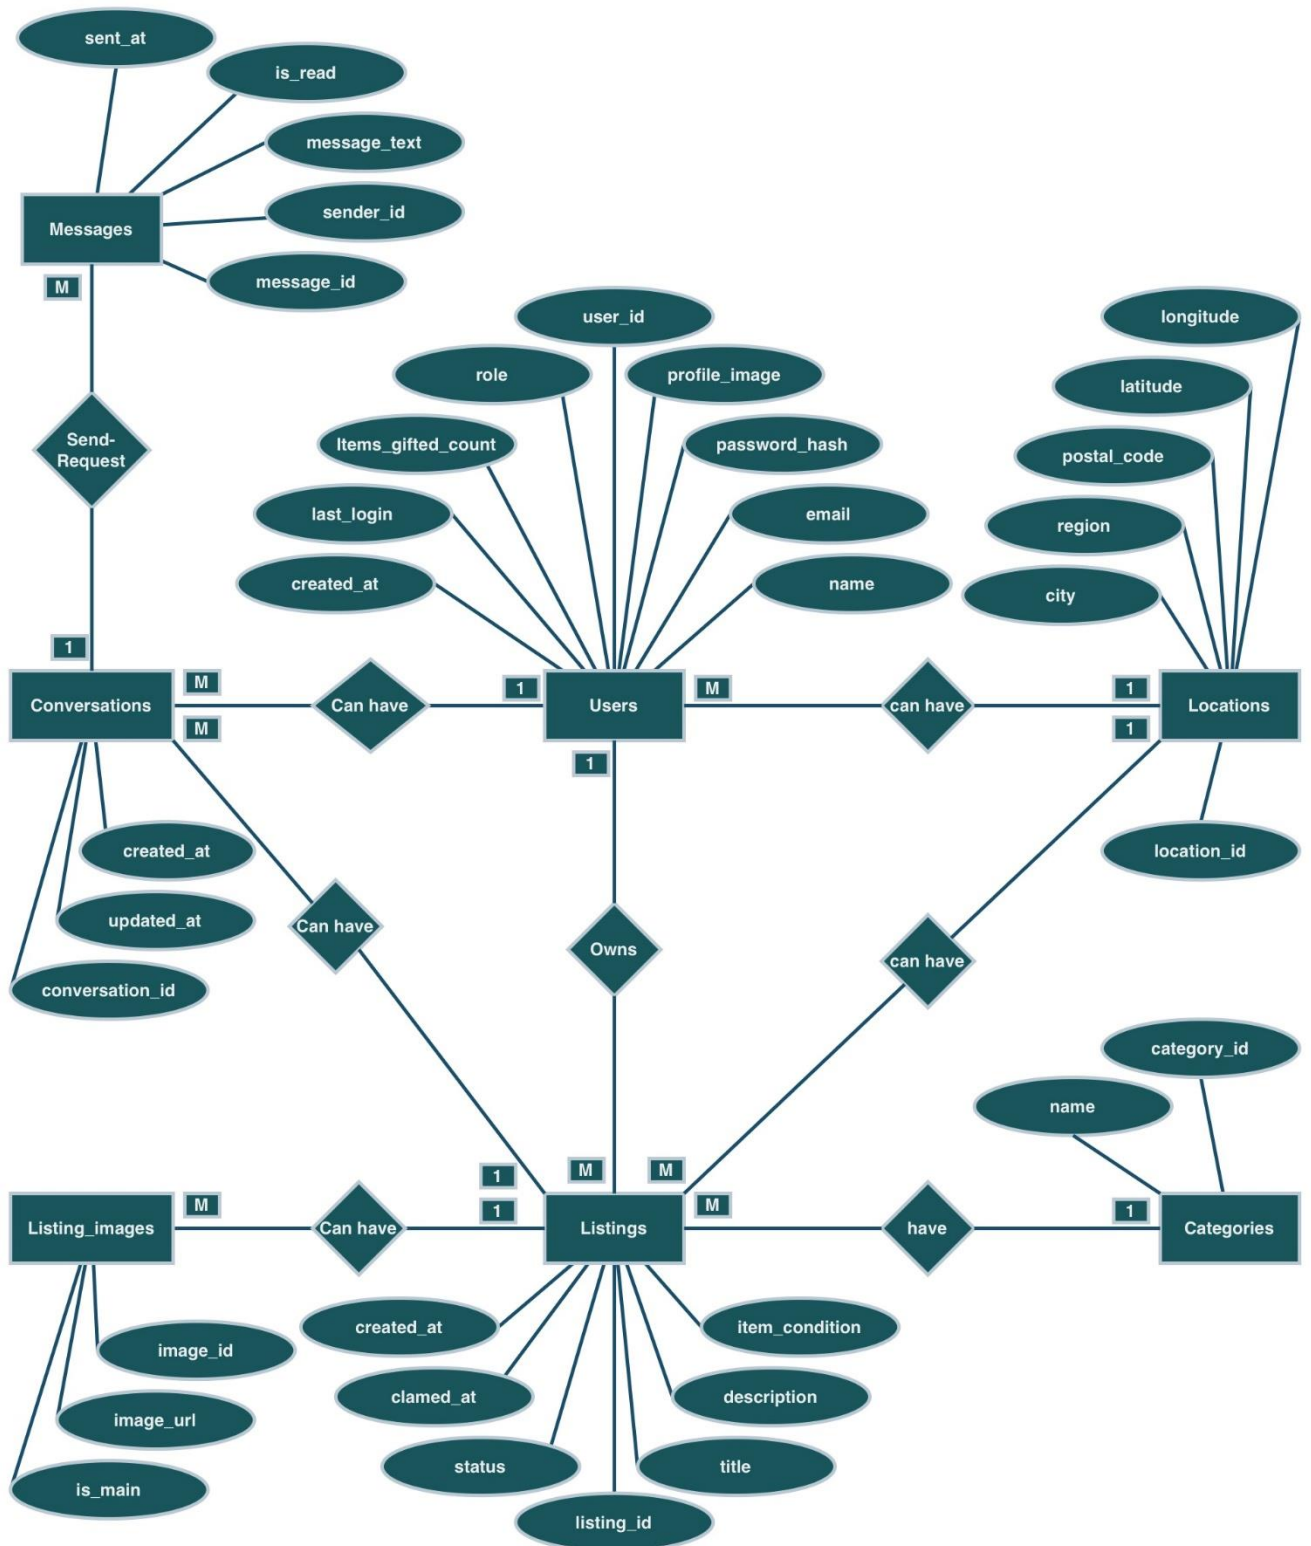 sent_at
is_read
message_text
sender_id
message_id
Messages
M
Send-
Request
1
user_id
role
profile_image
Items_gifted_count
password_hash
last_login
email
created_at
name
longitude
latitude
postal_code
region
city
Conversations
M
M
Can have
1
Users
1
M
can have
1
1
Locations
location_id
created_at
updated_at
conversation_id
Can have
Owns
can have
category_id
name
Listing_images
M
Can have
1
1
M
M
Listings
M
have
1
Categories
image_id
image_url
is_main
created_at
clamed_at
status
listing_id
title
description
item_condition